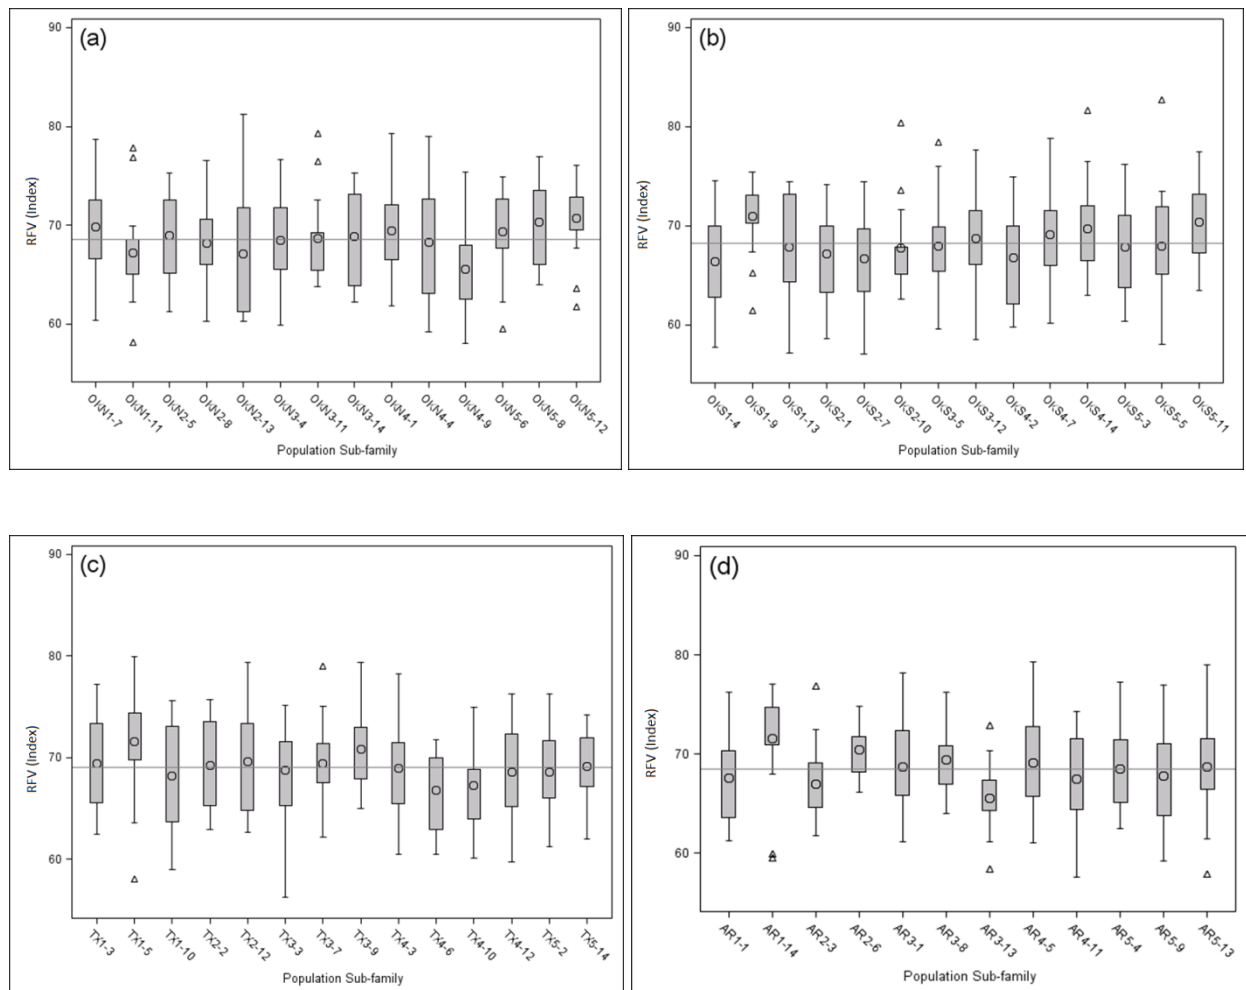 (a)
90
80
70
60
RFV (Index)
OKN1-7 OKN1-11 OKN2-5 OKN2-8 OKN2-13 OKN3-4 OKN3-11 OKN3-14 OKN4-1 OKN4-4 OKN4-9 OKN5-6 OKN5-8 OKN5-12
Population Sub-family
(b)
90
80
70
60
RFV (Index)
OKS1-4 OKS1-9 OKS1-13 OKS2-1 OKS2-7 OKS2-10 OKS3-5 OKS3-12 OKS4-2 OKS4-7 OKS4-14 OKS5-3 OKS5-5 OKS5-11
Population Sub-family
(c)
90
80
70
60
RFV (Index)
TX1-3 TX1-5 TX1-10 TX2-2 TX2-12 TX3-3 TX3-7 TX3-9 TX4-3 TX4-6 TX4-10 TX4-12 TX5-2 TX5-14
Population Sub-family
(d)
90
80
70
60
RFV (Index)
AR1-1 AR1-14 AR2-3 AR2-6 AR3-1 AR3-8 AR3-13 AR4-5 AR4-11 AR5-4 AR5-9 AR5-13
Population Sub-family